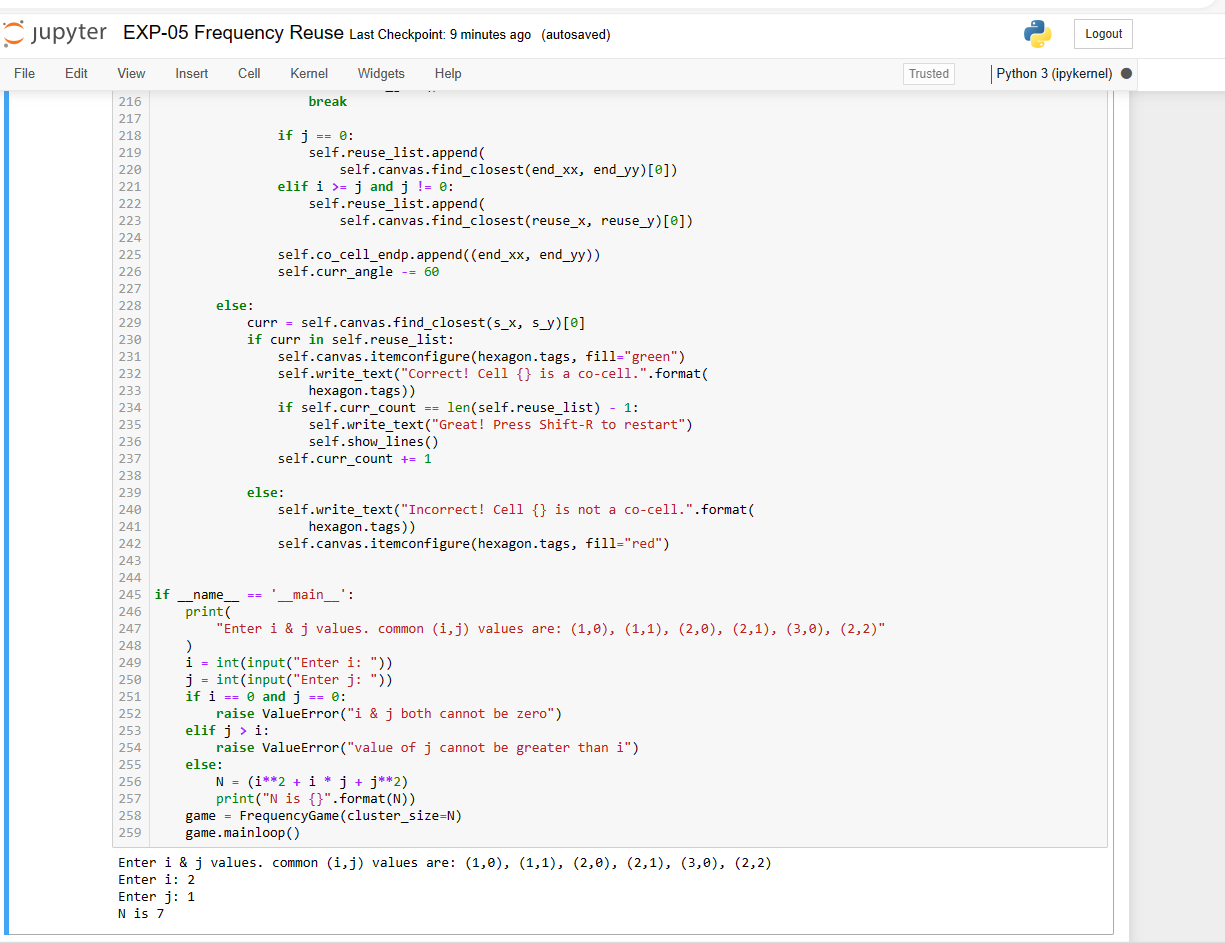 jupyter EXP-05 Frequency Reuse Last Checkpoint: 9 minutes ago (autosaved) Logout
File Edit View Insert Cell Kernel Widgets Help Trusted Python 3 (ipykernel)
216 break
217
218 if j == 0:
219 self.reuse_list.append(
220 self.canvas.find_closest(end_xx, end_yy)[0])
221 elif i >= j and j != 0:
222 self.reuse_list.append(
223 self.canvas.find_closest(reuse_x, reuse_y)[0])
224
225 self.co_cell_endp.append((end_xx, end_yy))
226 self.curr_angle -= 60
227
228 else:
229 curr = self.canvas.find_closest(s_x, s_y)[0]
230 if curr in self.reuse_list:
231 self.canvas.itemconfigure(hexagon.tags, fill="green")
232 self.write_text("Correct! Cell {} is a co-cell.".format(
233 hexagon.tags))
234 if self.curr_count == len(self.reuse_list) - 1:
235 self.write_text("Great! Press Shift-R to restart")
236 self.show_lines()
237 self.curr_count += 1
238
239 else:
240 self.write_text("Incorrect! Cell {} is not a co-cell.".format(
241 hexagon.tags))
242 self.canvas.itemconfigure(hexagon.tags, fill="red")
243
244
245 if __name__ == '__main__':
246 print(
247 "Enter i & j values. common (i,j) values are: (1,0), (1,1), (2,0), (2,1), (3,0), (2,2)"
248 )
249 i = int(input("Enter i: "))
250 j = int(input("Enter j: "))
251 if i == 0 and j == 0:
252 raise ValueError("i & j both cannot be zero")
253 elif j > i:
254 raise ValueError("value of j cannot be greater than i")
255 else:
256 N = (i**2 + i * j + j**2)
257 print("N is {}".format(N))
258 game = FrequencyGame(cluster_size=N)
259 game.mainloop()
Enter i & j values. common (i,j) values are: (1,0), (1,1), (2,0), (2,1), (3,0), (2,2)
Enter i: 2
Enter j: 1
N is 7